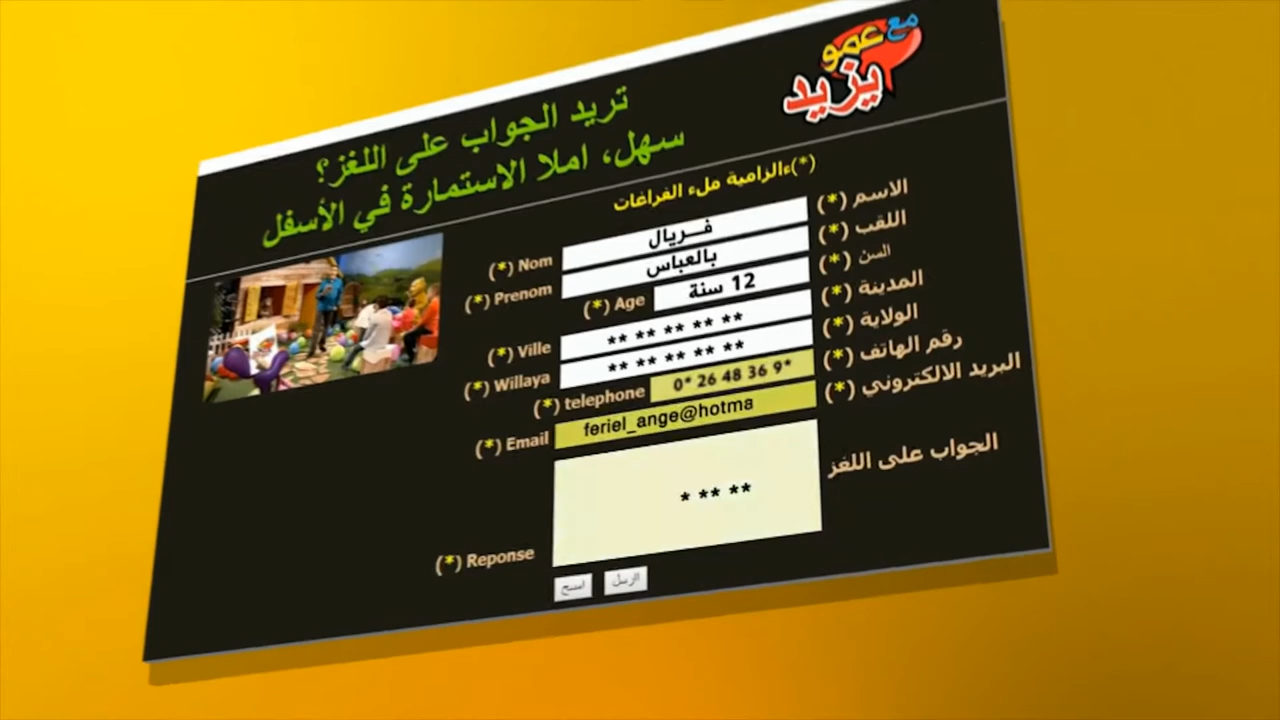 مع عمو يزيد
تريد الجواب على اللغز؟
سهل، املا الاستمارة في الأسفل
(*)ءالزامية ملء الفراغات
(*) Nom فـريال (*) الاسم
(*) Prenom بالعباس (*) اللقب
(*) Age 12 سنة (*) السن
(*) Ville ** ** ** ** ** (*) المدينة
(*) Willaya ** ** ** ** ** (*) الولاية
(*) telephone 0* 26 48 36 9* (*) رقم الهاتف
(*) Email feriel_ange@hotma (*) البريد الالكتروني
الجواب على اللغز
* ** **
(*) Reponse
امسح ارسل